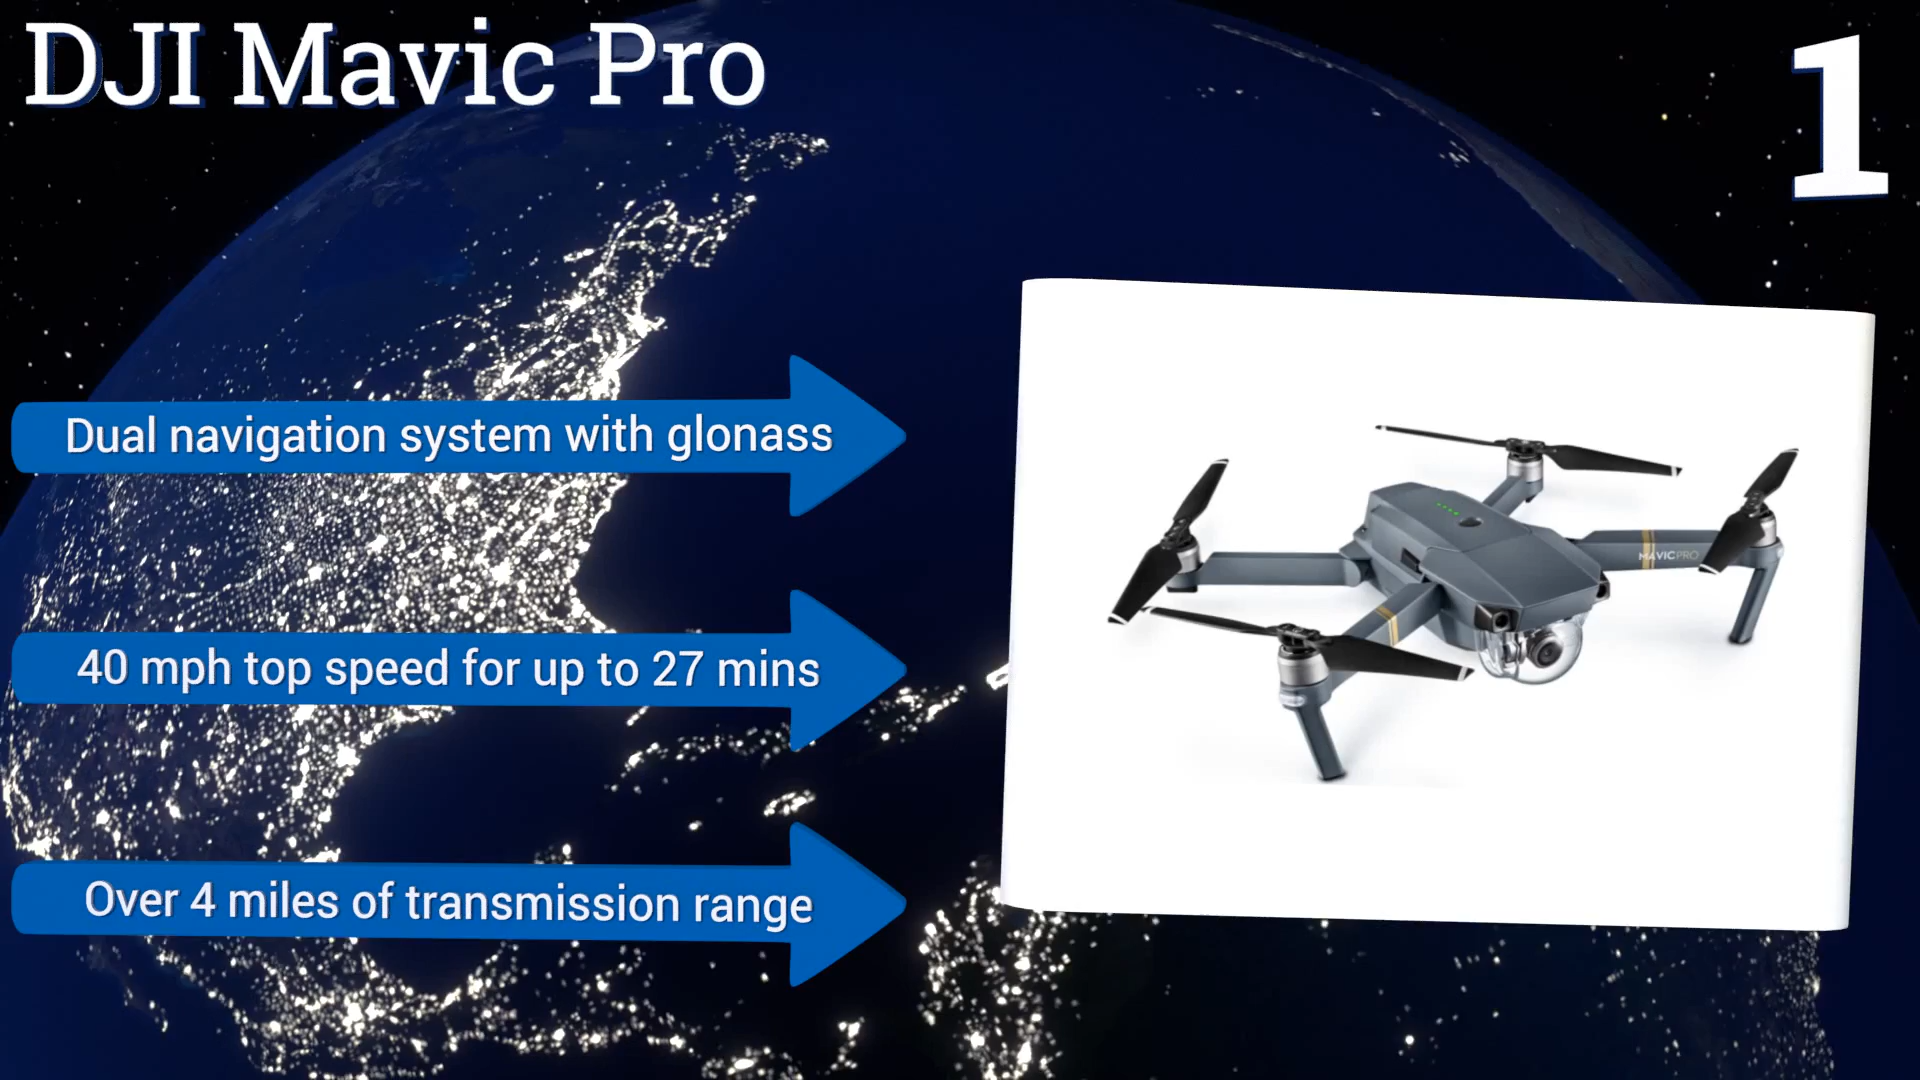 DJI Mavic Pro
1
Dual navigation system with glonass
40 mph top speed for up to 27 mins
Over 4 miles of transmission range
MAVICPRO